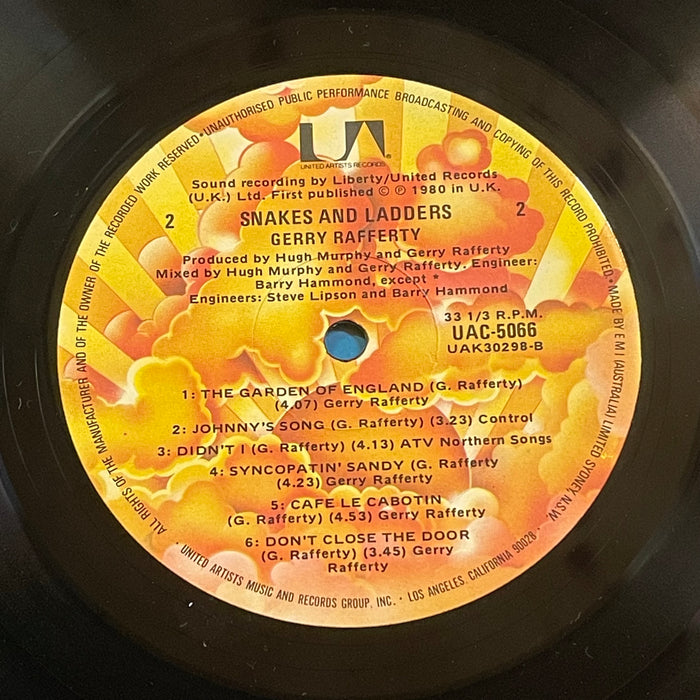 ALL RIGHTS OF THE MANUFACTURER AND OF THE OWNER OF THE RECORDED WORK RESERVED • UNAUTHORISED PUBLIC PERFORMANCE BROADCASTING AND COPYING OF THIS RECORD PROHIBITED • MADE BY E M I (AUSTRALIA) LIMITED SYDNEY, N.S.W.
UA
UNITED ARTISTS RECORDS ®
Sound recording by Liberty/United Records
(U.K.) Ltd. First published © ℗ 1980 in U.K.
2 SNAKES AND LADDERS 2
GERRY RAFFERTY
Produced by Hugh Murphy and Gerry Rafferty
Mixed by Hugh Murphy and Gerry Rafferty. Engineer:
Barry Hammond, except *
Engineers: Steve Lipson and Barry Hammond
33 1/3 R.P.M.
UAC-5066
UAK30298-B
1: THE GARDEN OF ENGLAND (G. Rafferty)
(4.07) Gerry Rafferty
2: JOHNNY'S SONG (G. Rafferty) (3.23) Control
3: DIDN'T I (G. Rafferty) (4.13) ATV Northern Songs
4: SYNCOPATIN' SANDY (G. Rafferty
(4.23) Gerry Rafferty
5: CAFE LE CABOTIN
(G. Rafferty) (4.53) Gerry Rafferty
6: DON'T CLOSE THE DOOR
(G. Rafferty) (3.45) Gerry
Rafferty
• UNITED ARTISTS MUSIC AND RECORDS GROUP, INC. • LOS ANGELES, CALIFORNIA 90028 •